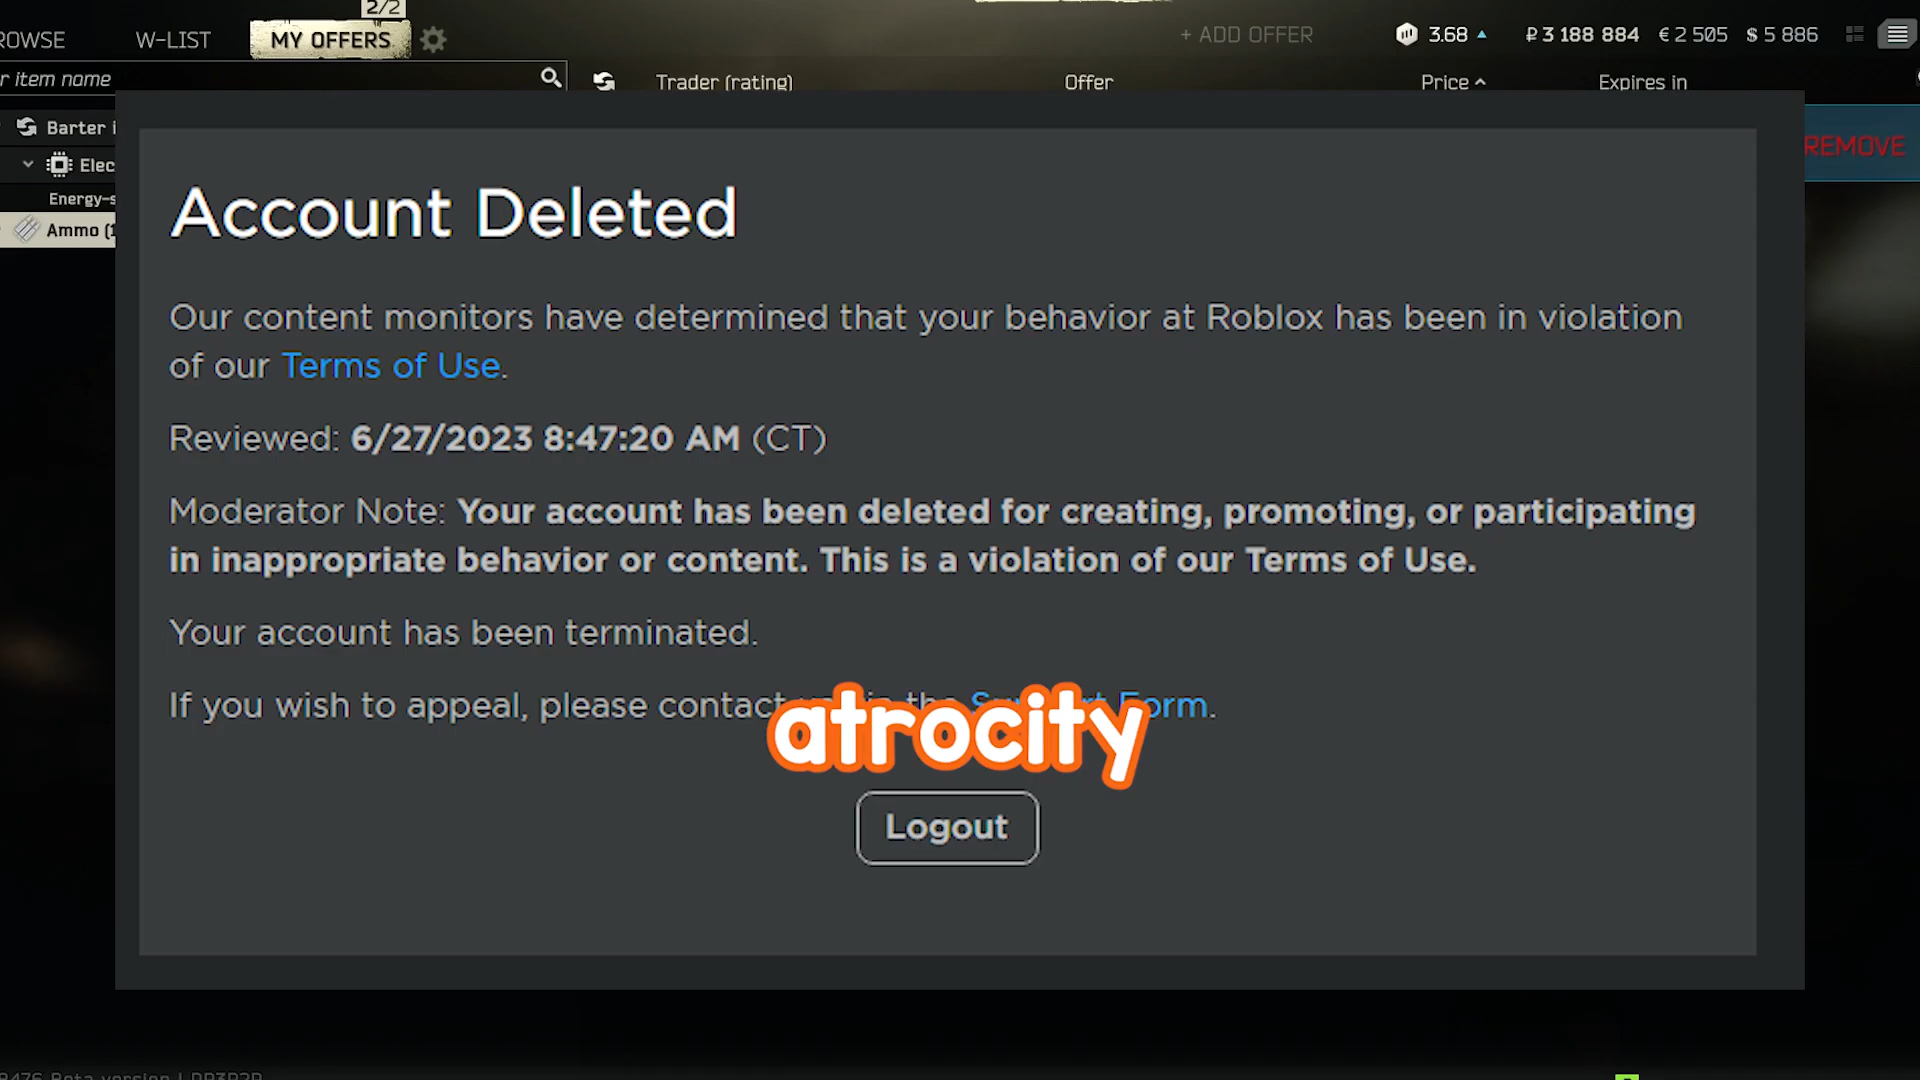 2/2
ROWSE W-LIST MY OFFERS + ADD OFFER 3.68 ₽ 3 188 884 € 2 505 $ 5 886
r item name Trader (rating) Offer Price Expires in
Barter i
REMOVE
Elec
Energy-s
Ammo (1
Account Deleted
Our content monitors have determined that your behavior at Roblox has been in violation
of our Terms of Use.
Reviewed: 6/27/2023 8:47:20 AM (CT)
Moderator Note: Your account has been deleted for creating, promoting, or participating
in inappropriate behavior or content. This is a violation of our Terms of Use.
Your account has been terminated.
If you wish to appeal, please contact the Form.
atrocity
Logout
Beta version